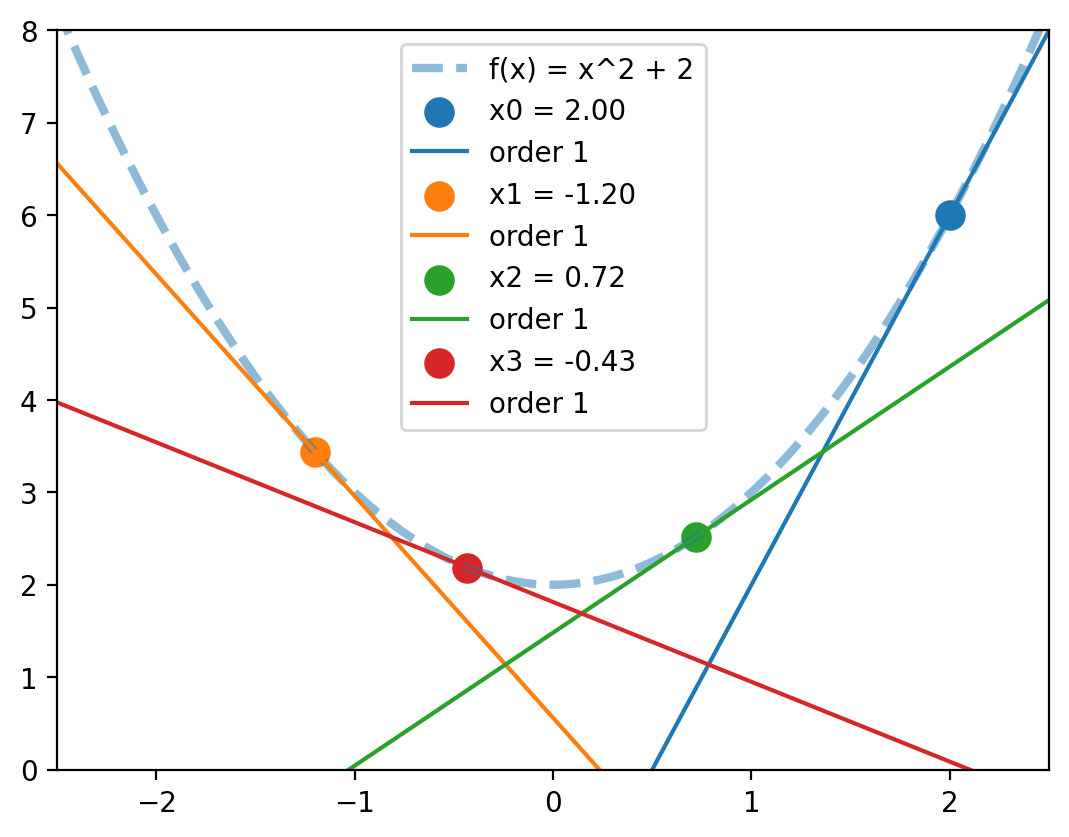 8
7
6
5
4
3
2
1
0
f(x) = x^2 + 2
x0 = 2.00
order 1
x1 = -1.20
order 1
x2 = 0.72
order 1
x3 = -0.43
order 1
−2 −1 0 1 2